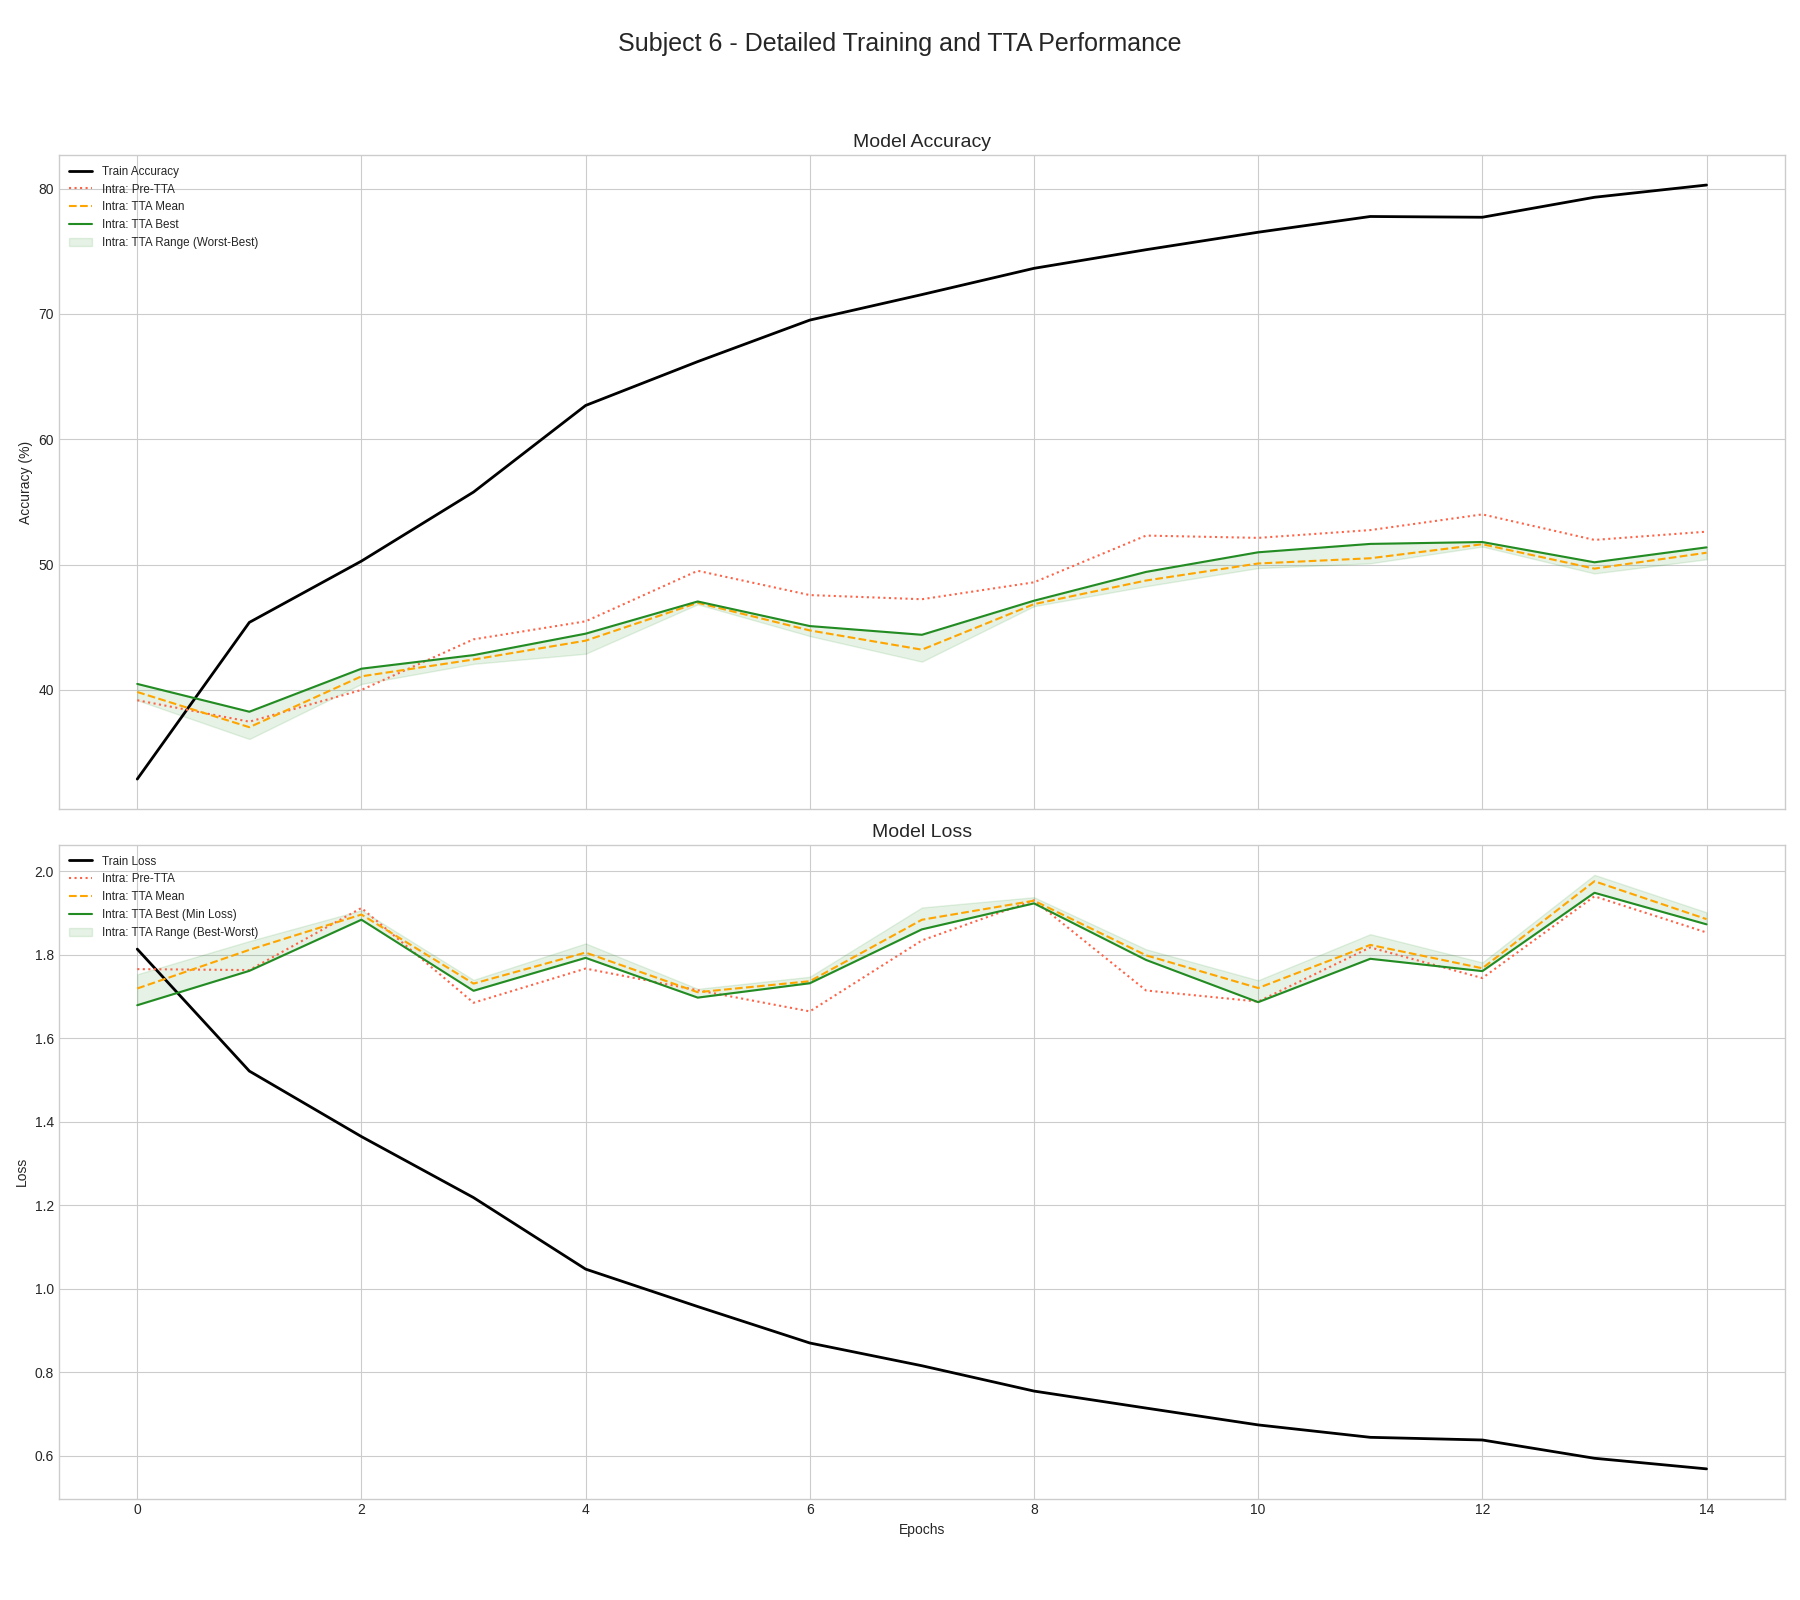 Subject 6 - Detailed Training and TTA Performance
Model Accuracy
Train Accuracy
Intra: Pre-TTA
Intra: TTA Mean
Intra: TTA Best
Intra: TTA Range (Worst-Best)
80
70
60
50
40
Accuracy (%)
Model Loss
Train Loss
Intra: Pre-TTA
Intra: TTA Mean
Intra: TTA Best (Min Loss)
Intra: TTA Range (Best-Worst)
2.0
1.8
1.6
1.4
1.2
1.0
0.8
0.6
Loss
0 2 4 6 8 10 12 14
Epochs